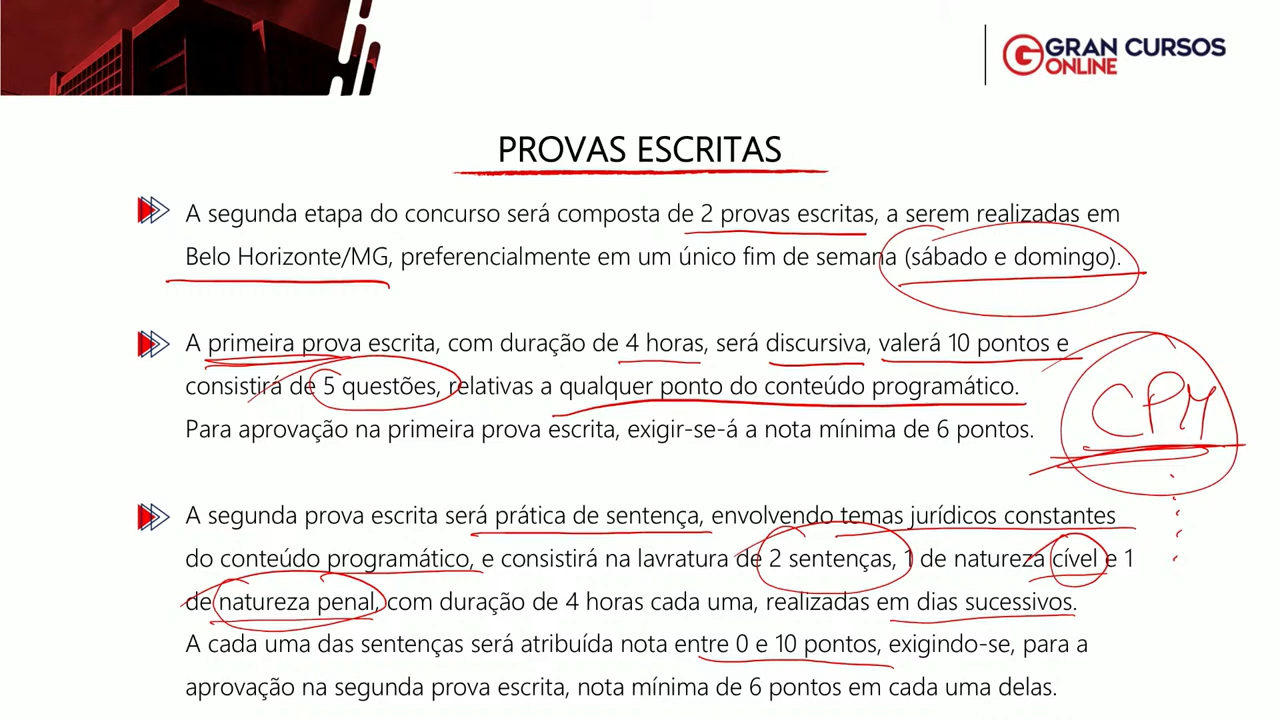 GRAN CURSOS
ONLINE
PROVAS ESCRITAS
A segunda etapa do concurso será composta de 2 provas escritas, a serem realizadas em
Belo Horizonte/MG, preferencialmente em um único fim de semana (sábado e domingo).
A primeira prova escrita, com duração de 4 horas, será discursiva, valerá 10 pontos e
consistirá de 5 questões, relativas a qualquer ponto do conteúdo programático.
Para aprovação na primeira prova escrita, exigir-se-á a nota mínima de 6 pontos.
CPM
A segunda prova escrita será prática de sentença, envolvendo temas jurídicos constantes
do conteúdo programático, e consistirá na lavratura de 2 sentenças, 1 de natureza cível e 1
de natureza penal, com duração de 4 horas cada uma, realizadas em dias sucessivos.
A cada uma das sentenças será atribuída nota entre 0 e 10 pontos, exigindo-se, para a
aprovação na segunda prova escrita, nota mínima de 6 pontos em cada uma delas.